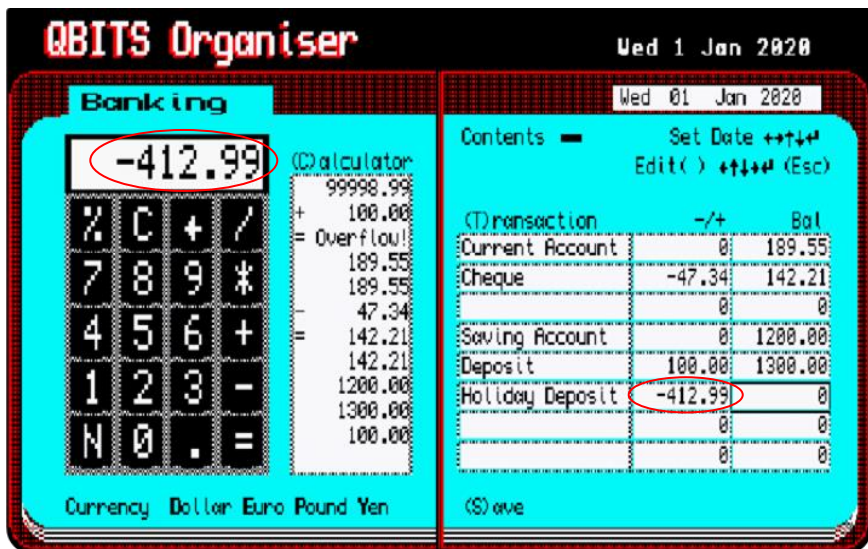 QBITS Organiser
Wed 1 Jan 2020
Banking
Wed 01 Jan 2020
-412.99
% C ← /
7 8 9 *
4 5 6 +
1 2 3 -
N 0 . =
(C)alculator
99998.99
+ 100.00
= Overflow!
189.55
189.55
- 47.34
= 142.21
142.21
1200.00
1300.00
100.00
Currency Dollar Euro Pound Yen
Contents Set Date ←→↑↓↵
Edit( ) ←↑↓→↵ (Esc)
(T)ransaction -/+ Bal
Current Account 0 189.55
Cheque -47.34 142.21
0 0
Saving Account 0 1200.00
Deposit 100.00 1300.00
Holiday Deposit -412.99 0
0 0
0 0
(S)ave